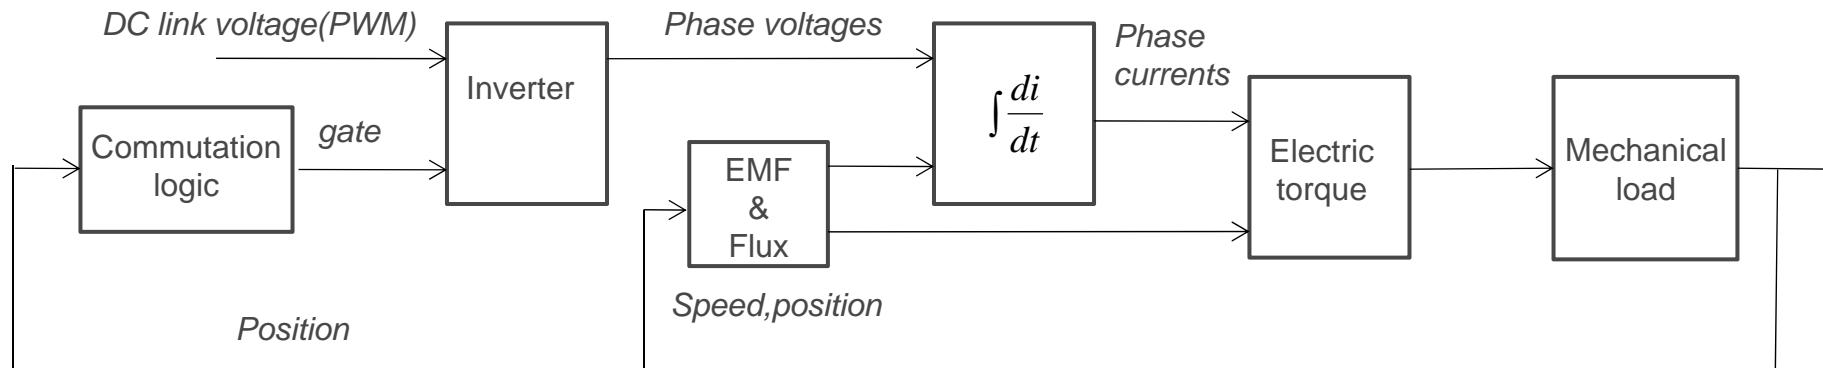 DC link voltage(PWM)
Inverter
Phase voltages
∫ di/dt
Phase
currents
Commutation
logic
gate
EMF
&
Flux
Electric
torque
Mechanical
load
Speed,position
Position